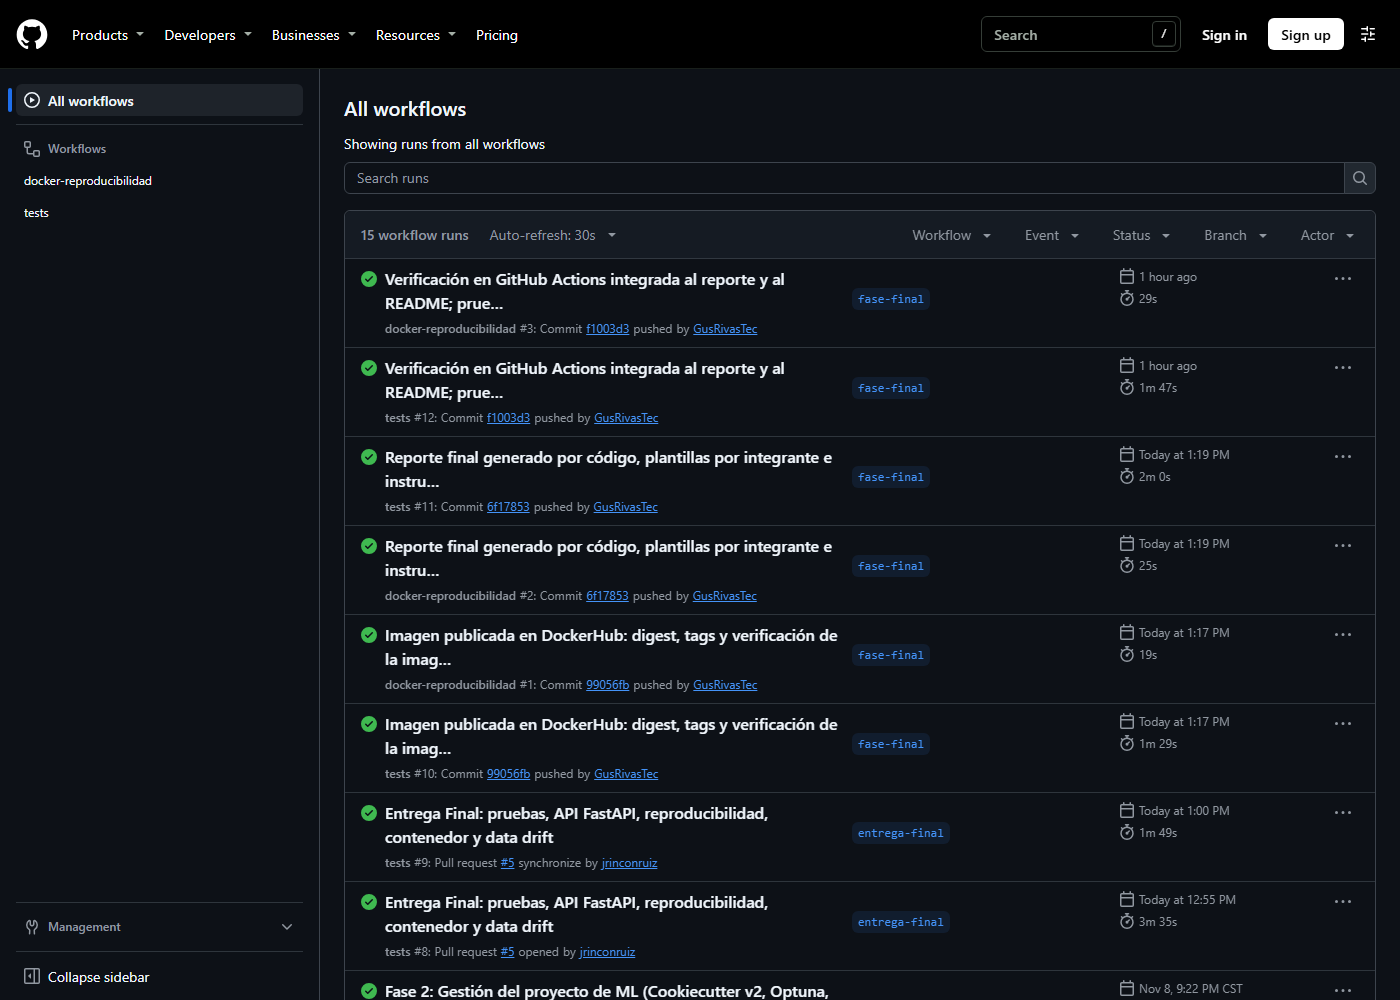 Products
Developers
Businesses
Resources
Pricing
Search
/
Sign in
Sign up
All workflows
Workflows
docker-reproducibilidad
tests
Management
Collapse sidebar
All workflows
Showing runs from all workflows
Search runs
15 workflow runs
Auto-refresh: 30s
Workflow
Event
Status
Branch
Actor
Verificación en GitHub Actions integrada al reporte y al
README; prue...
docker-reproducibilidad #3: Commit f1003d3 pushed by GusRivasTec
fase-final
1 hour ago
29s
Verificación en GitHub Actions integrada al reporte y al
README; prue...
tests #12: Commit f1003d3 pushed by GusRivasTec
fase-final
1 hour ago
1m 47s
Reporte final generado por código, plantillas por integrante e
instru...
tests #11: Commit 6f17853 pushed by GusRivasTec
fase-final
Today at 1:19 PM
2m 0s
Reporte final generado por código, plantillas por integrante e
instru...
docker-reproducibilidad #2: Commit 6f17853 pushed by GusRivasTec
fase-final
Today at 1:19 PM
25s
Imagen publicada en DockerHub: digest, tags y verificación de
la imag...
docker-reproducibilidad #1: Commit 99056fb pushed by GusRivasTec
fase-final
Today at 1:17 PM
19s
Imagen publicada en DockerHub: digest, tags y verificación de
la imag...
tests #10: Commit 99056fb pushed by GusRivasTec
fase-final
Today at 1:17 PM
1m 29s
Entrega Final: pruebas, API FastAPI, reproducibilidad,
contenedor y data drift
tests #9: Pull request #5 synchronize by jrinconruiz
entrega-final
Today at 1:00 PM
1m 49s
Entrega Final: pruebas, API FastAPI, reproducibilidad,
contenedor y data drift
tests #8: Pull request #5 opened by jrinconruiz
entrega-final
Today at 12:55 PM
3m 35s
Fase 2: Gestión del proyecto de ML (Cookiecutter v2, Optuna,
Nov 8, 9:22 PM CST